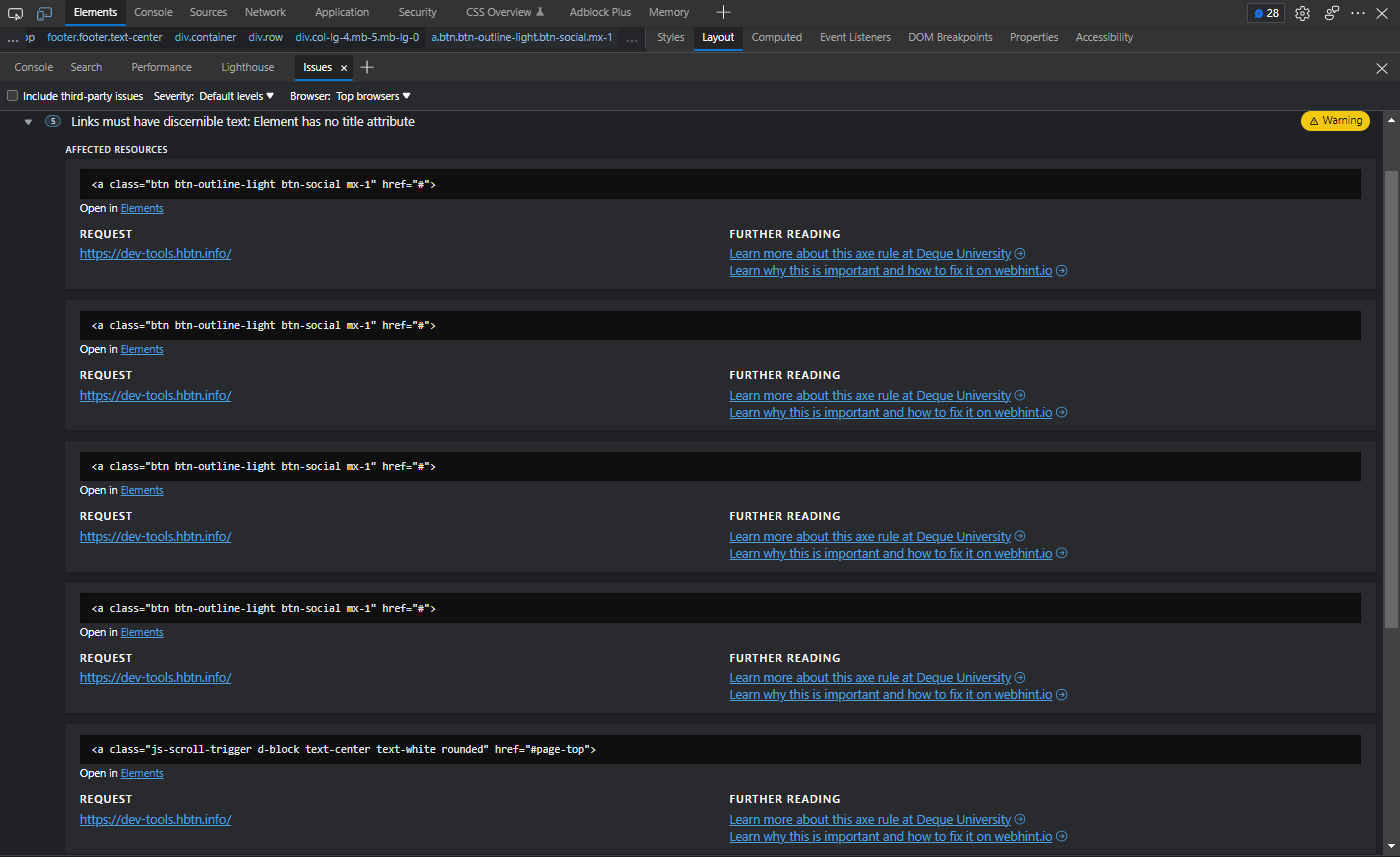 Elements Console Sources Network Application Security CSS Overview Adblock Plus Memory 28
... op footer.footer.text-center div.container div.row div.col-lg-4.mb-5.mb-lg-0 a.btn.btn-outline-light.btn-social.mx-1 ... Styles Layout Computed Event Listeners DOM Breakpoints Properties Accessibility
Console Search Performance Lighthouse Issues
Include third-party issues Severity: Default levels Browser: Top browsers
5 Links must have discernible text: Element has no title attribute Warning
AFFECTED RESOURCES
<a class="btn btn-outline-light btn-social mx-1" href="#">
Open in Elements
REQUEST FURTHER READING
https://dev-tools.hbtn.info/ Learn more about this axe rule at Deque University
Learn why this is important and how to fix it on webhint.io
<a class="btn btn-outline-light btn-social mx-1" href="#">
Open in Elements
REQUEST FURTHER READING
https://dev-tools.hbtn.info/ Learn more about this axe rule at Deque University
Learn why this is important and how to fix it on webhint.io
<a class="btn btn-outline-light btn-social mx-1" href="#">
Open in Elements
REQUEST FURTHER READING
https://dev-tools.hbtn.info/ Learn more about this axe rule at Deque University
Learn why this is important and how to fix it on webhint.io
<a class="btn btn-outline-light btn-social mx-1" href="#">
Open in Elements
REQUEST FURTHER READING
https://dev-tools.hbtn.info/ Learn more about this axe rule at Deque University
Learn why this is important and how to fix it on webhint.io
<a class="js-scroll-trigger d-block text-center text-white rounded" href="#page-top">
Open in Elements
REQUEST FURTHER READING
https://dev-tools.hbtn.info/ Learn more about this axe rule at Deque University
Learn why this is important and how to fix it on webhint.io